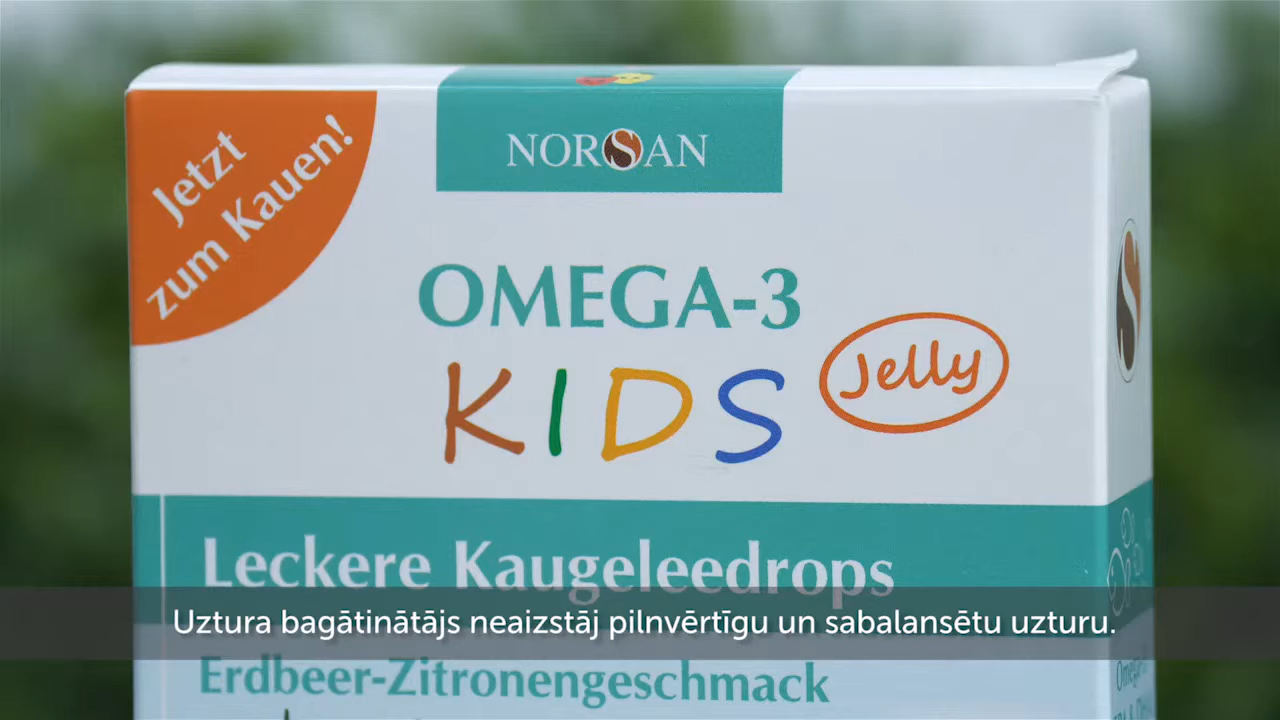 Jetzt
zum Kauen!
NORSAN
OMEGA-3
KIDS
Jelly
Leckere Kaugeleedrops
Uztura bagātinātājs neaizstāj pilnvērtīgu un sabalansētu uzturu.
Erdbeer-Zitronengeschmack